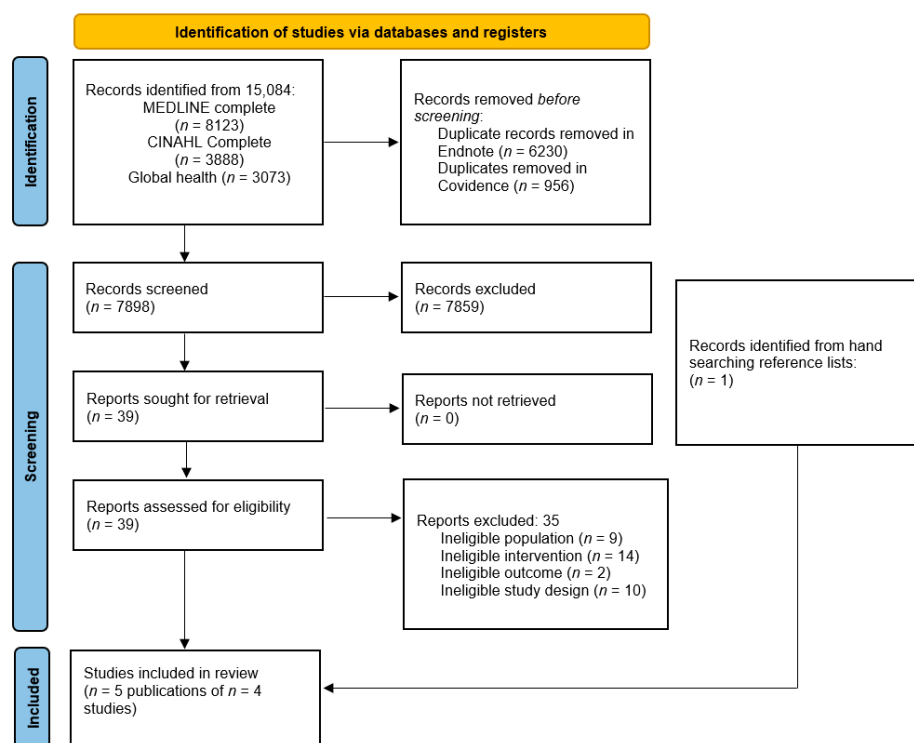 Identification of studies via databases and registers
Identification
Records identified from 15,084:
MEDLINE complete
(n = 8123)
CINAHL Complete
(n = 3888)
Global health (n = 3073)
Records removed before
screening:
Duplicate records removed in
Endnote (n = 6230)
Duplicates removed in
Covidence (n = 956)
Screening
Records screened
(n = 7898)
Records excluded
(n = 7859)
Records identified from hand
searching reference lists:
(n = 1)
Reports sought for retrieval
(n = 39)
Reports not retrieved
(n = 0)
Reports assessed for eligibility
(n = 39)
Reports excluded: 35
Ineligible population (n = 9)
Ineligible intervention (n = 14)
Ineligible outcome (n = 2)
Ineligible study design (n = 10)
Included
Studies included in review
(n = 5 publications of n = 4
studies)